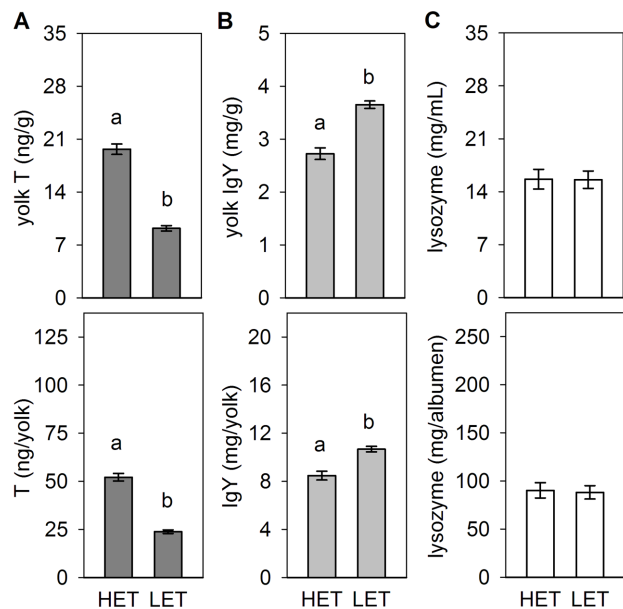 A
B
C
yolk T (ng/g)
35
28
21
14
7
0
a
b
yolk IgY (mg/g)
5
4
3
2
1
0
a
b
lysozyme (mg/mL)
35
28
21
14
7
0
T (ng/yolk)
125
100
75
50
25
0
a
b
HET LET
IgY (mg/yolk)
20
16
12
8
4
0
a
b
HET LET
lysozyme (mg/albumen)
250
200
150
100
50
0
HET LET